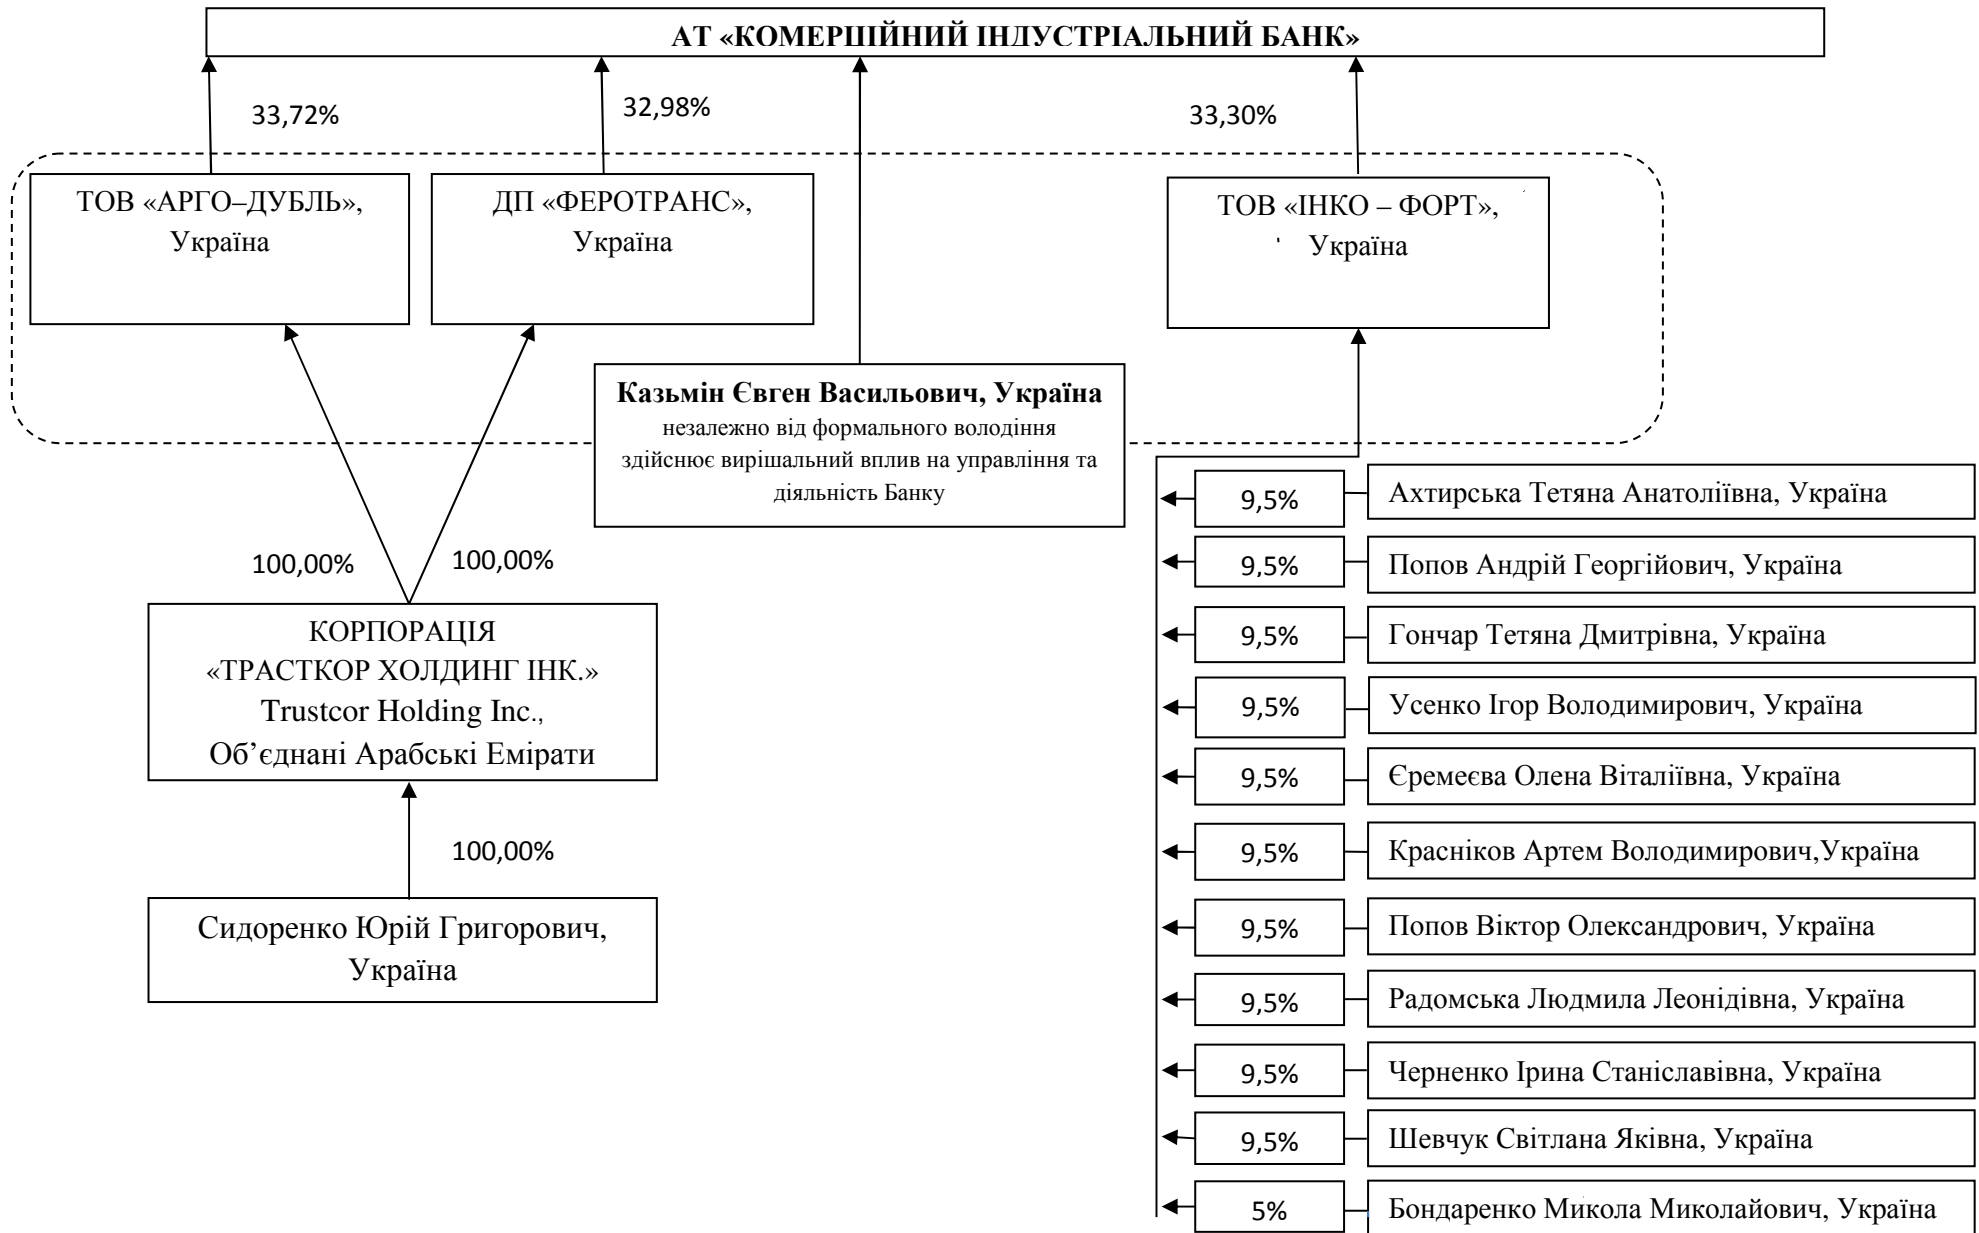 АТ «КОМЕРЦІЙНИЙ ІНДУСТРІАЛЬНИЙ БАНК»
33,72%
32,98%
33,30%
ТОВ «АРГО–ДУБЛЬ»,
Україна
ДП «ФЕРОТРАНС»,
Україна
ТОВ «ІНКО – ФОРТ»,
Україна
Казьмін Євген Васильович, Україна
незалежно від формального володіння
здійснює вирішальний вплив на управління та
діяльність Банку
100,00%
100,00%
КОРПОРАЦІЯ
«ТРАСТКОР ХОЛДИНГ ІНК.»
Trustcor Holding Inc.,
Об’єднані Арабські Емірати
100,00%
Сидоренко Юрій Григорович,
Україна
9,5% Ахтирська Тетяна Анатоліївна, Україна
9,5% Попов Андрій Георгійович, Україна
9,5% Гончар Тетяна Дмитрівна, Україна
9,5% Усенко Ігор Володимирович, Україна
9,5% Єремеєва Олена Віталіївна, Україна
9,5% Красніков Артем Володимирович,Україна
9,5% Попов Віктор Олександрович, Україна
9,5% Радомська Людмила Леонідівна, Україна
9,5% Черненко Ірина Станіславівна, Україна
9,5% Шевчук Світлана Яківна, Україна
5% Бондаренко Микола Миколайович, Україна